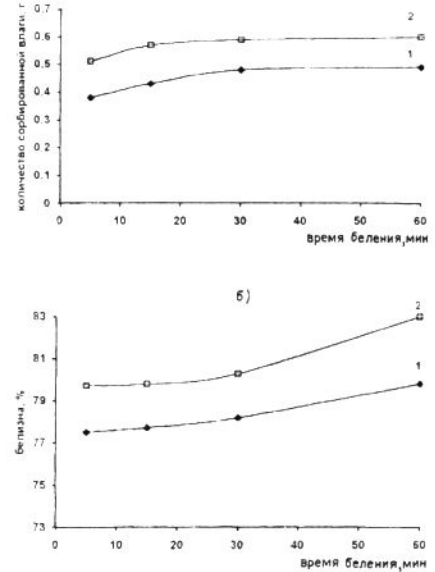 количество сорбированной влаги, г
0.7
0.6
0.5
0.4
0.3
0.2
0.1
0
2
1
0 10 20 30 40 50 60
время беления,мин
б)
белизна, %
83
81
79
77
75
73
2
1
0 10 20 30 40 50 60
время беления,мин